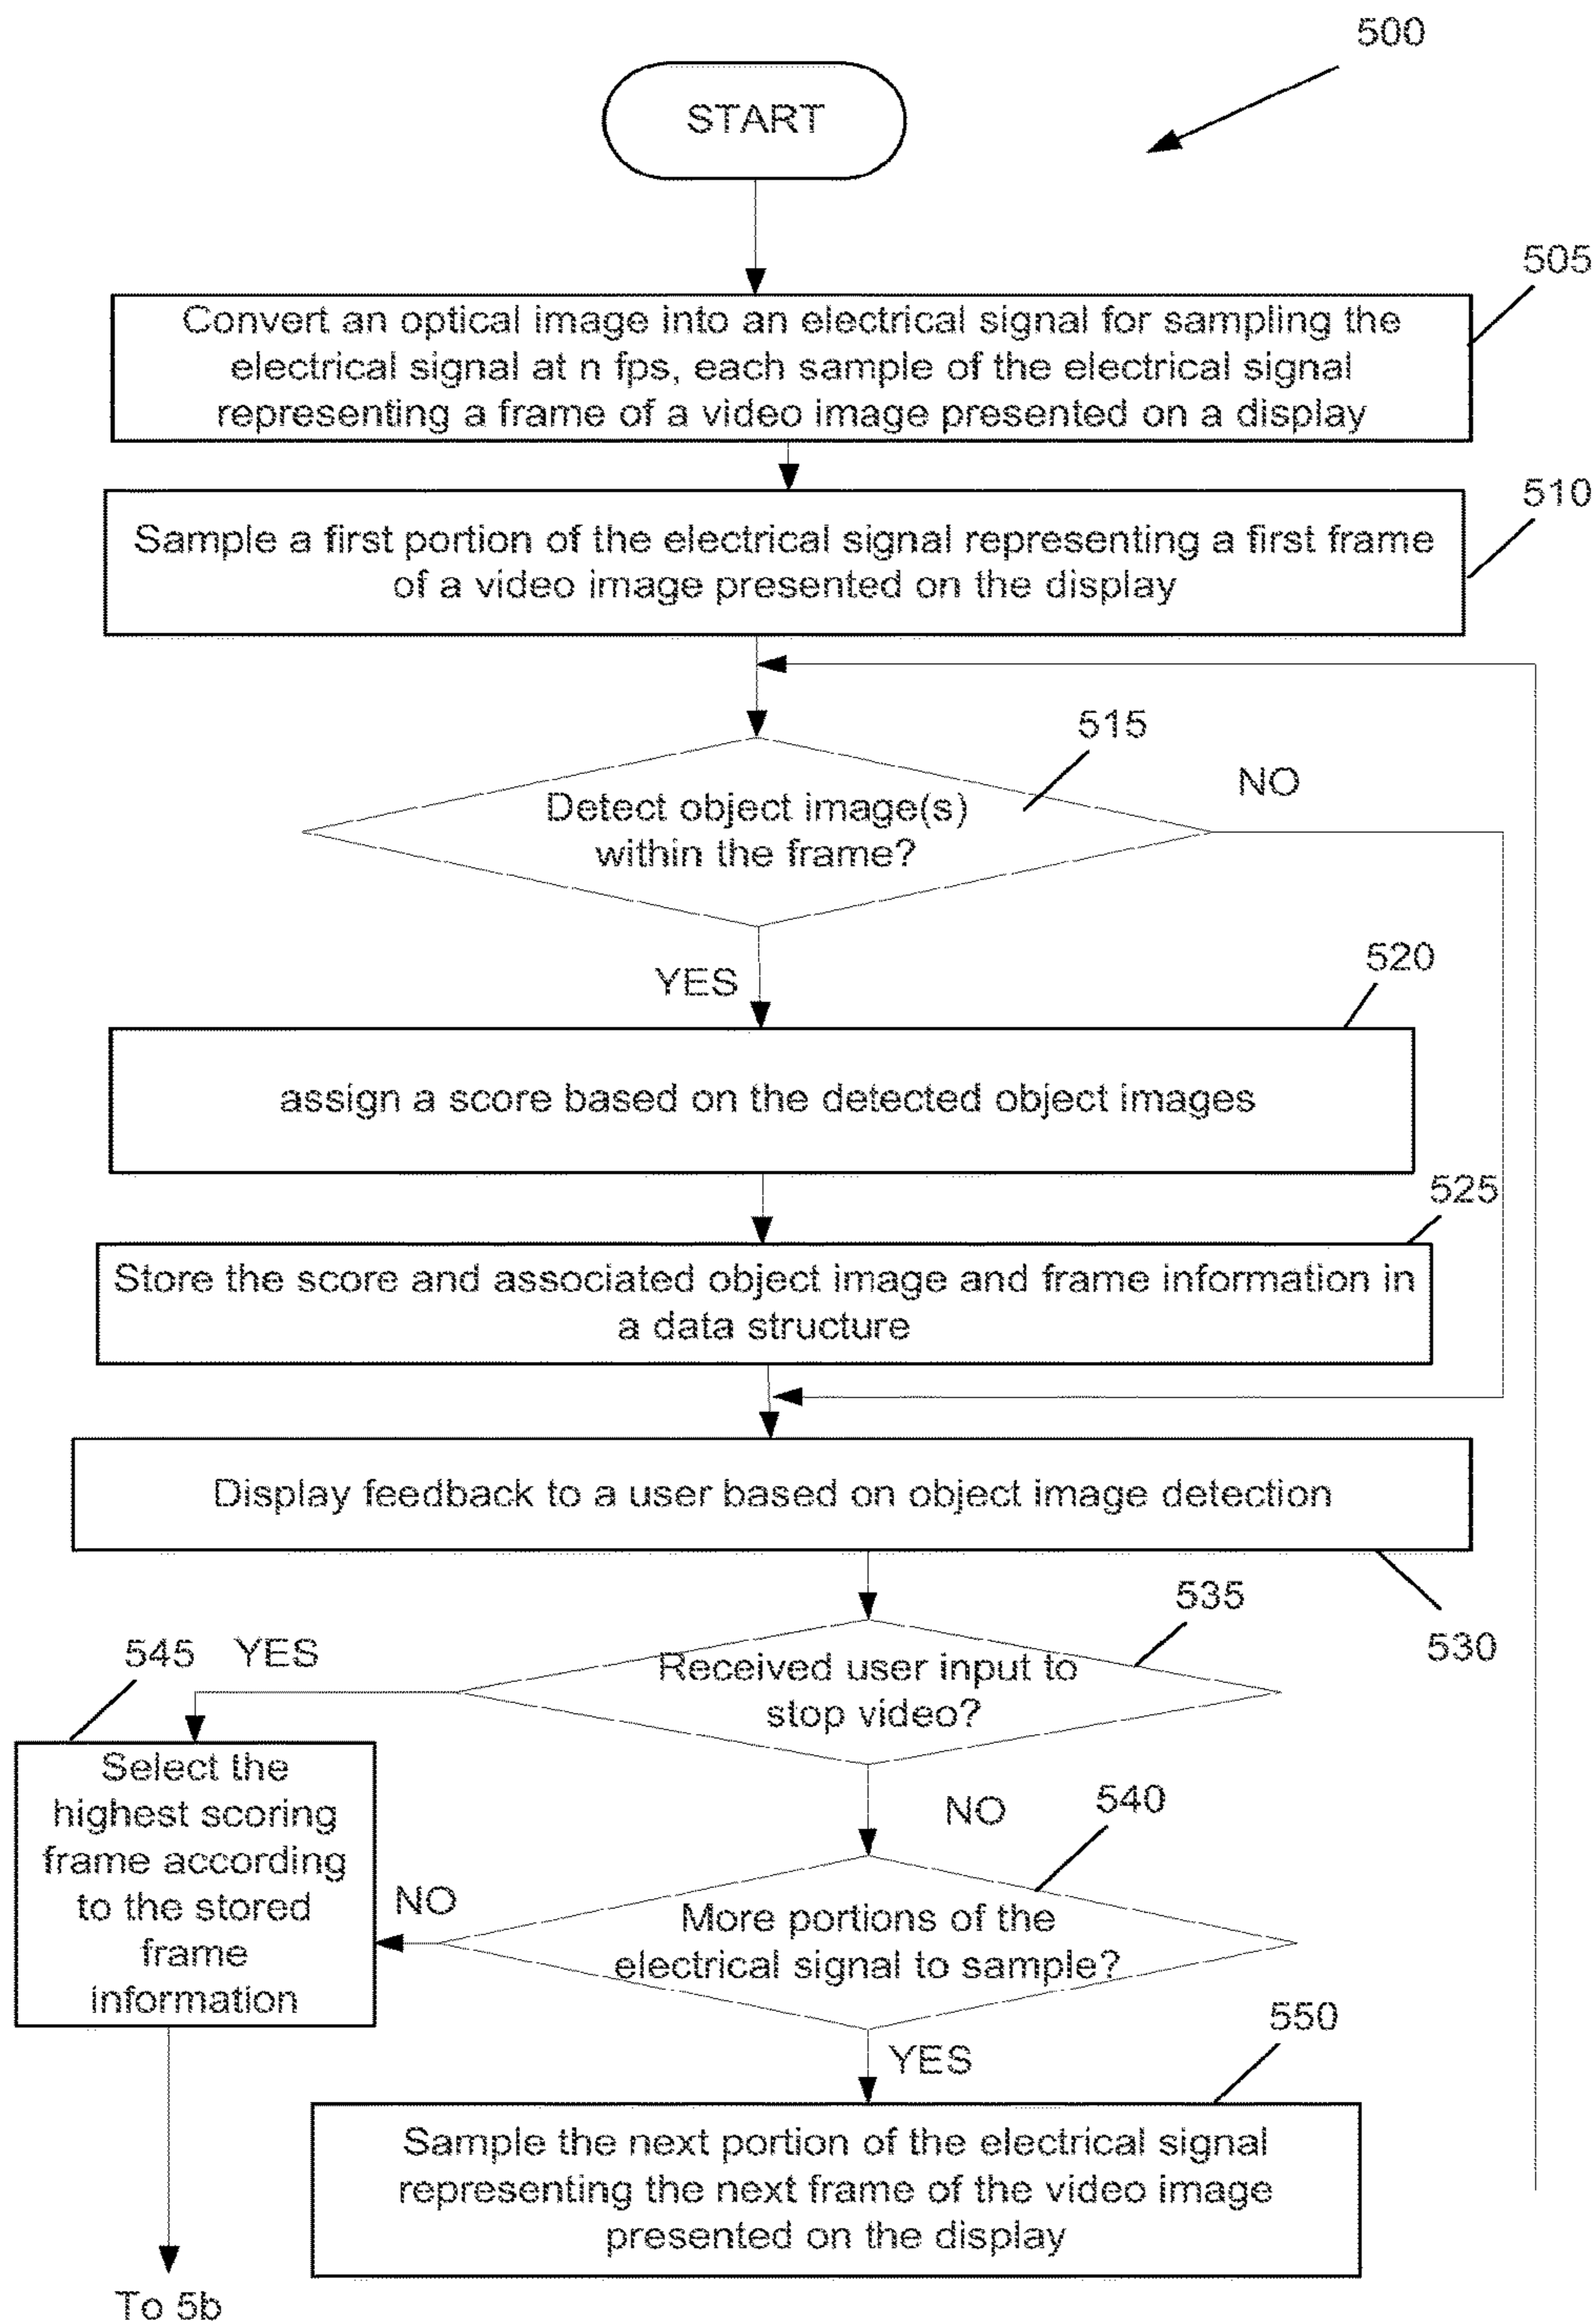 500
START
505
Convert an optical image into an electrical signal for sampling the
electrical signal at n fps, each sample of the electrical signal
representing a frame of a video image presented on a display
510
Sample a first portion of the electrical signal representing a first frame
of a video image presented on the display
515
NO
Detect object image(s)
within the frame?
YES
520
assign a score based on the detected object images
525
Store the score and associated object image and frame information in
a data structure
Display feedback to a user based on object image detection
530
535
545
YES
Received user input to
stop video?
Select the
highest scoring
frame according
to the stored
frame
information
NO
540
NO
More portions of the
electrical signal to sample?
YES
550
Sample the next portion of the electrical signal
representing the next frame of the video image
presented on the display
To 5b